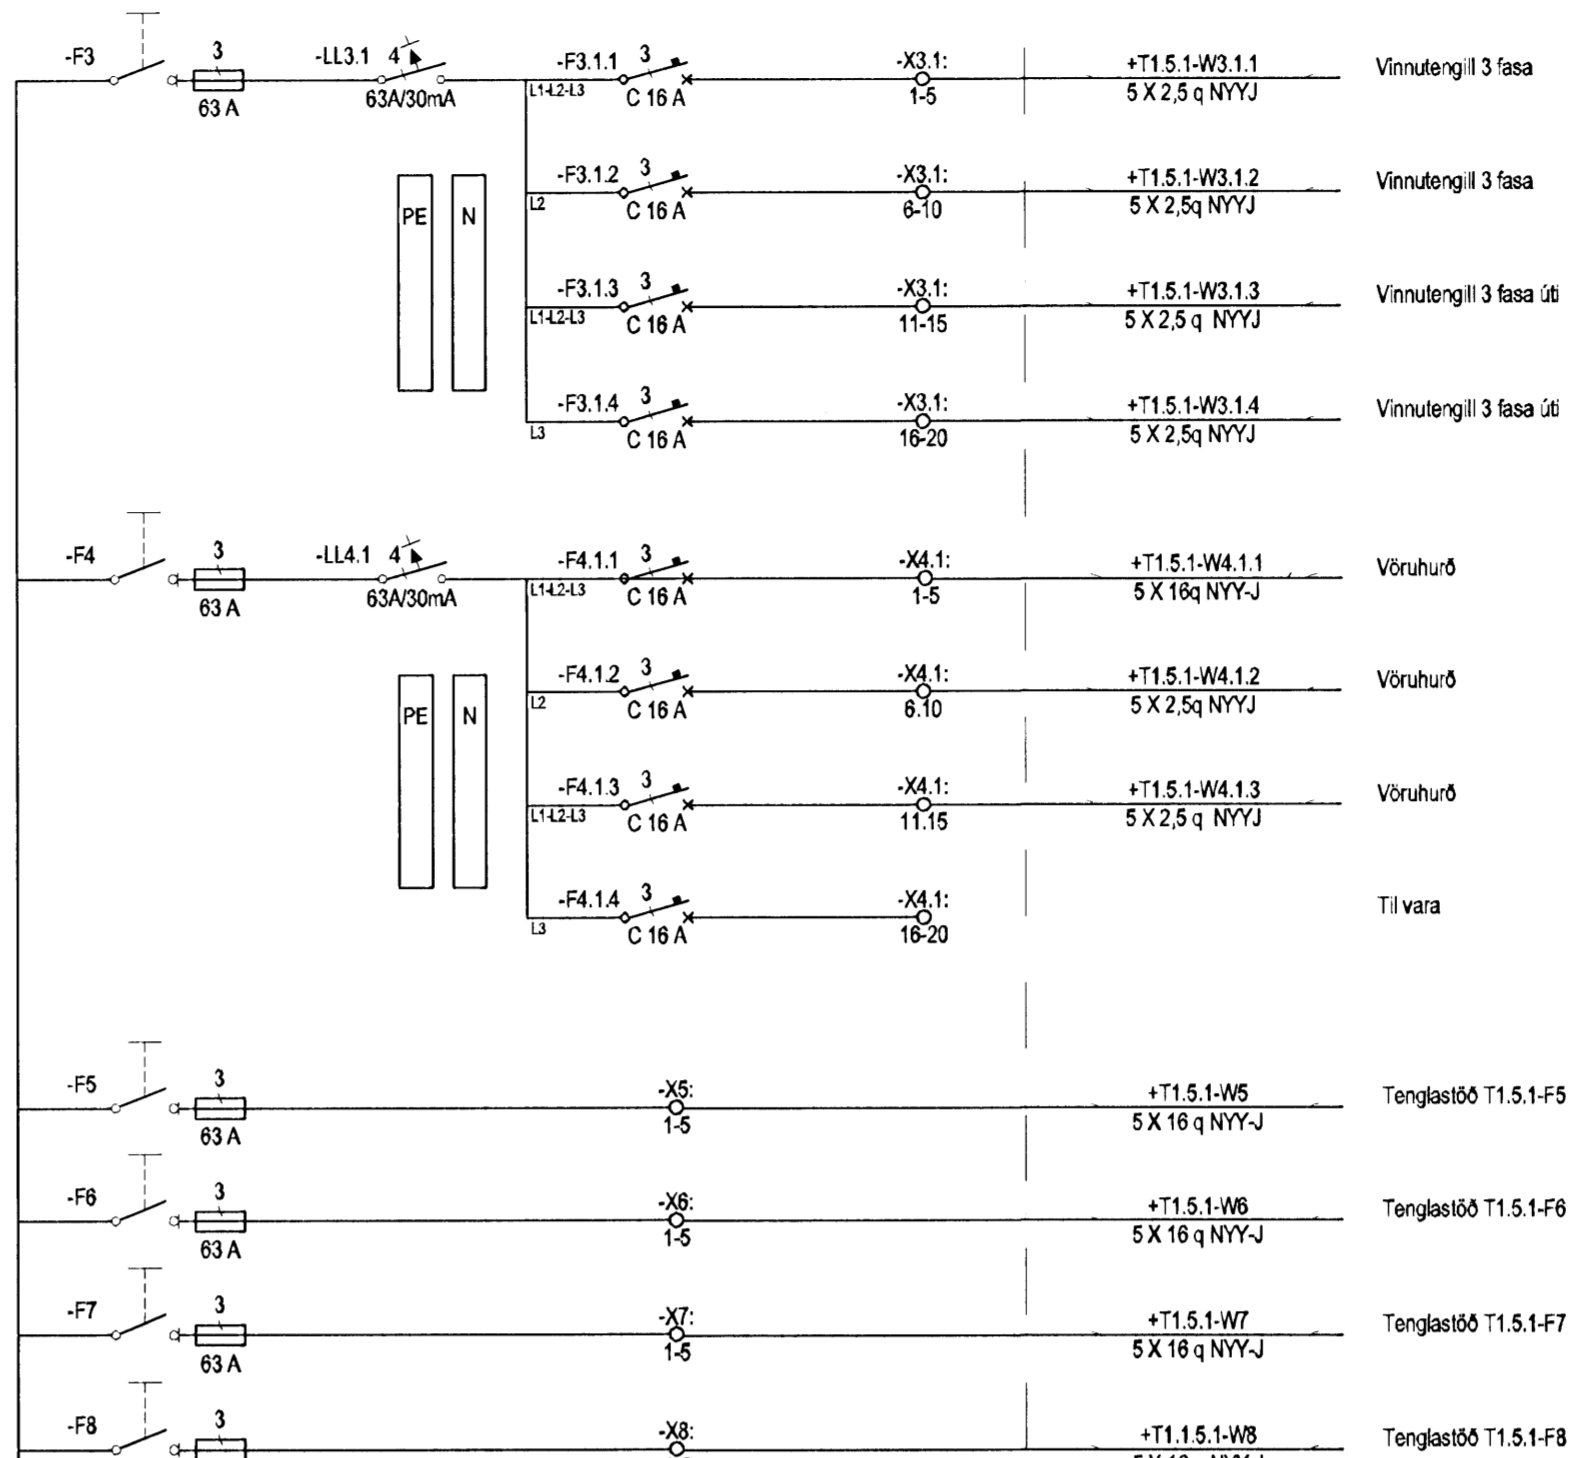 -F3
3
63 A
-LL3.1
4
63A/30mA
-F3.1.1
3
L1-L2-L3
C 16 A
-X3.1:
1-5
+T1.5.1-W3.1.1
5 X 2,5 q NYYJ
Vinnutengill 3 fasa
-F3.1.2
3
L2
C 16 A
-X3.1:
6-10
+T1.5.1-W3.1.2
5 X 2,5q NYYJ
Vinnutengill 3 fasa
PE
N
-F3.1.3
3
L1-L2-L3
C 16 A
-X3.1:
11-15
+T1.5.1-W3.1.3
5 X 2,5 q NYYJ
Vinnutengill 3 fasa úti
-F3.1.4
3
L3
C 16 A
-X3.1:
16-20
+T1.5.1-W3.1.4
5 X 2,5q NYYJ
Vinnutengill 3 fasa úti
-F4
3
63 A
-LL4.1
4
63A/30mA
-F4.1.1
3
L1-L2-L3
C 16 A
-X4.1:
1-5
+T1.5.1-W4.1.1
5 X 16q NYY-J
Vöruhurð
-F4.1.2
3
L2
C 16 A
-X4.1:
6.10
+T1.5.1-W4.1.2
5 X 2,5q NYYJ
Vöruhurð
PE
N
-F4.1.3
3
L1-L2-L3
C 16 A
-X4.1:
11.15
+T1.5.1-W4.1.3
5 X 2,5 q NYYJ
Vöruhurð
-F4.1.4
3
L3
C 16 A
-X4.1:
16-20
Til vara
-F5
3
63 A
-X5:
1-5
+T1.5.1-W5
5 X 16 q NYY-J
Tenglastöð T1.5.1-F5
-F6
3
63 A
-X6:
1-5
+T1.5.1-W6
5 X 16 q NYY-J
Tenglastöð T1.5.1-F6
-F7
3
63 A
-X7:
1-5
+T1.5.1-W7
5 X 16 q NYY-J
Tenglastöð T1.5.1-F7
-F8
3
-X8:
+T1.1.5.1-W8
Tenglastöð T1.5.1-F8